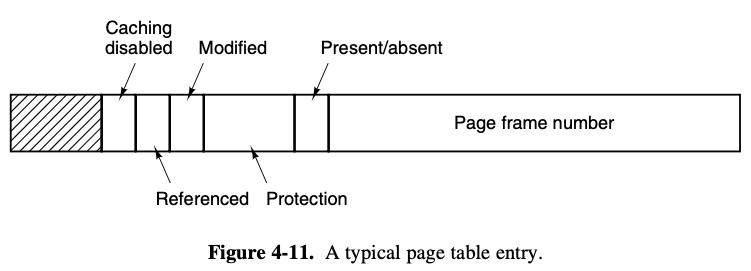 Caching
disabled
Modified
Present/absent
Page frame number
Referenced
Protection
Figure 4-11. A typical page table entry.